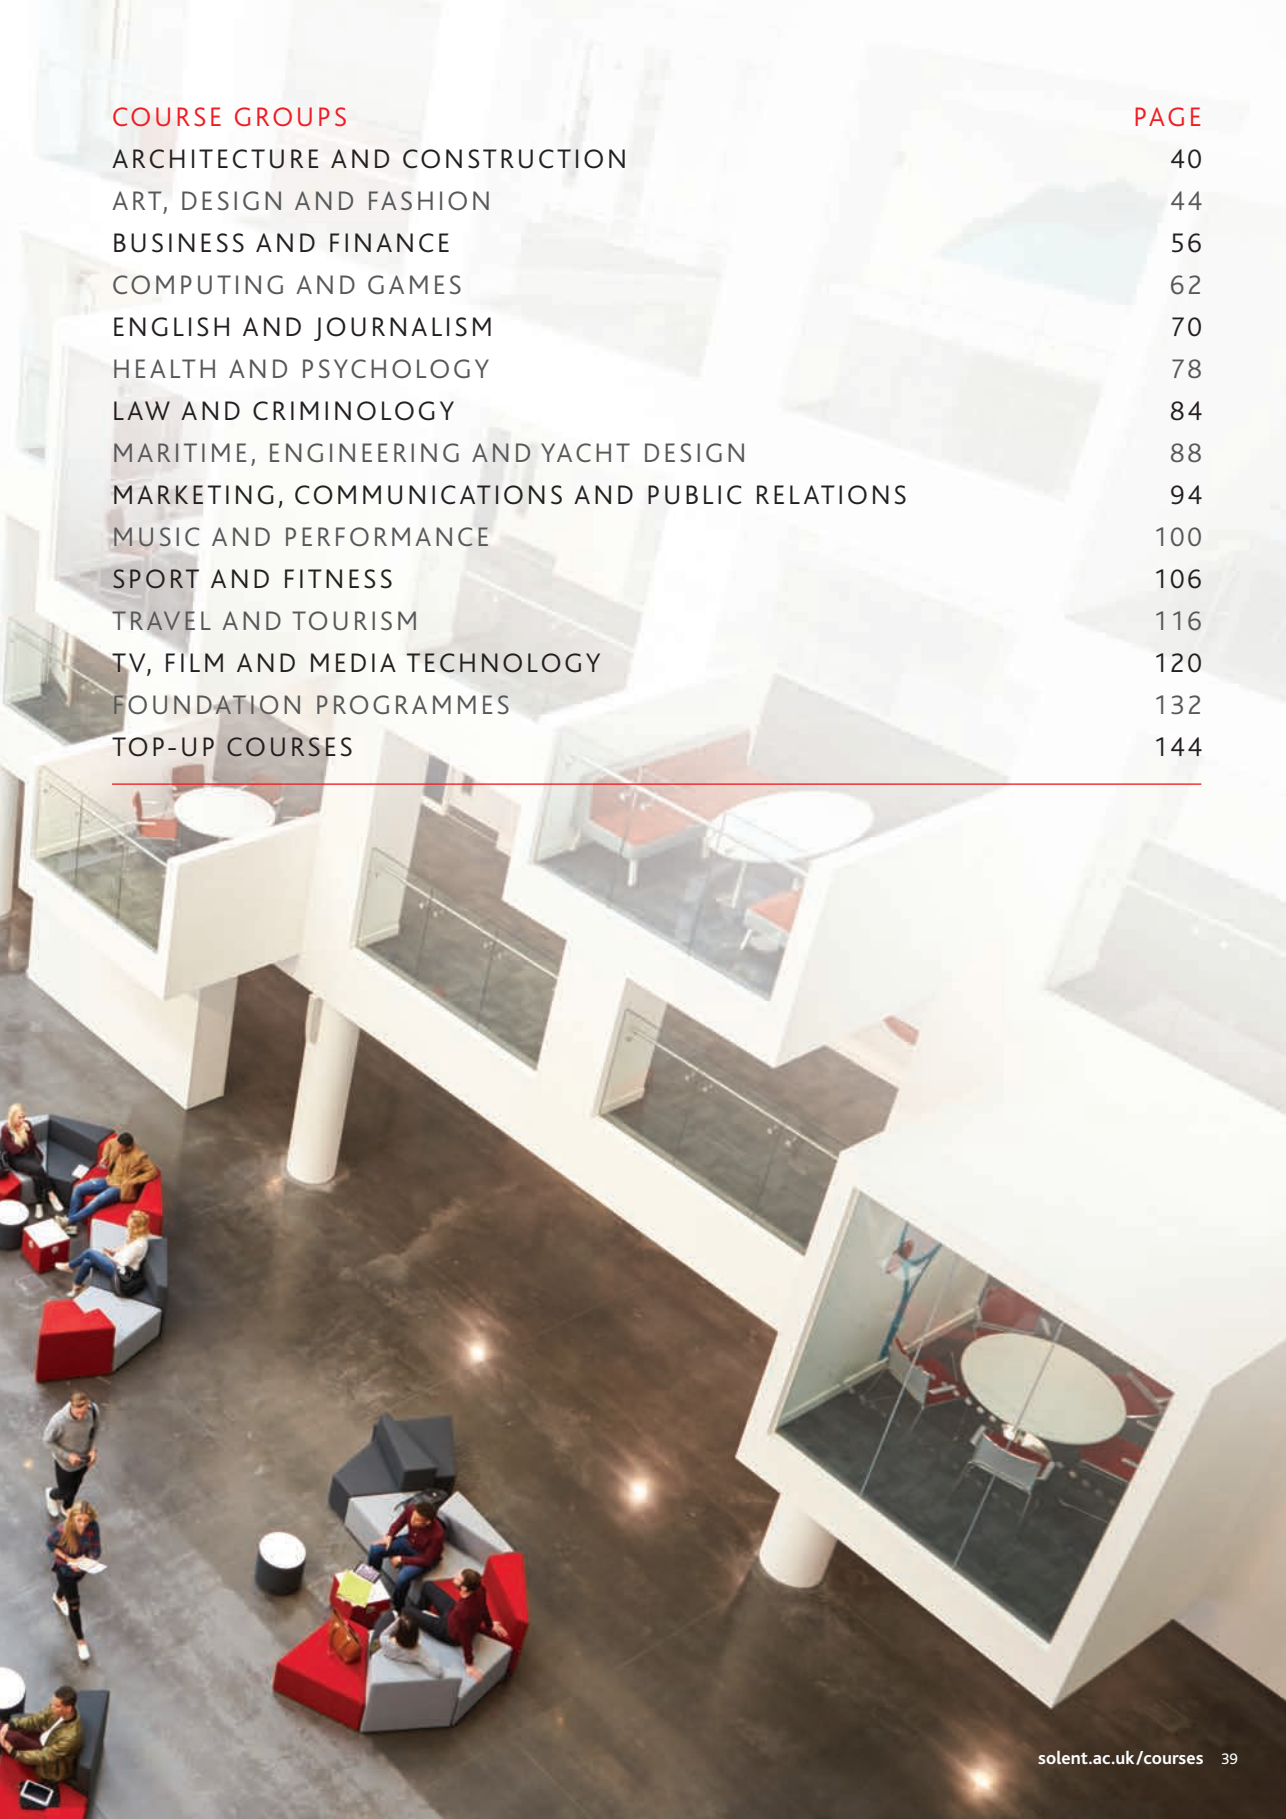 COURSE GROUPS PAGE
ARCHITECTURE AND CONSTRUCTION 40
ART, DESIGN AND FASHION 44
BUSINESS AND FINANCE 56
COMPUTING AND GAMES 62
ENGLISH AND JOURNALISM 70
HEALTH AND PSYCHOLOGY 78
LAW AND CRIMINOLOGY 84
MARITIME, ENGINEERING AND YACHT DESIGN 88
MARKETING, COMMUNICATIONS AND PUBLIC RELATIONS 94
MUSIC AND PERFORMANCE 100
SPORT AND FITNESS 106
TRAVEL AND TOURISM 116
TV, FILM AND MEDIA TECHNOLOGY 120
FOUNDATION PROGRAMMES 132
TOP-UP COURSES 144
solent.ac.uk/courses 39